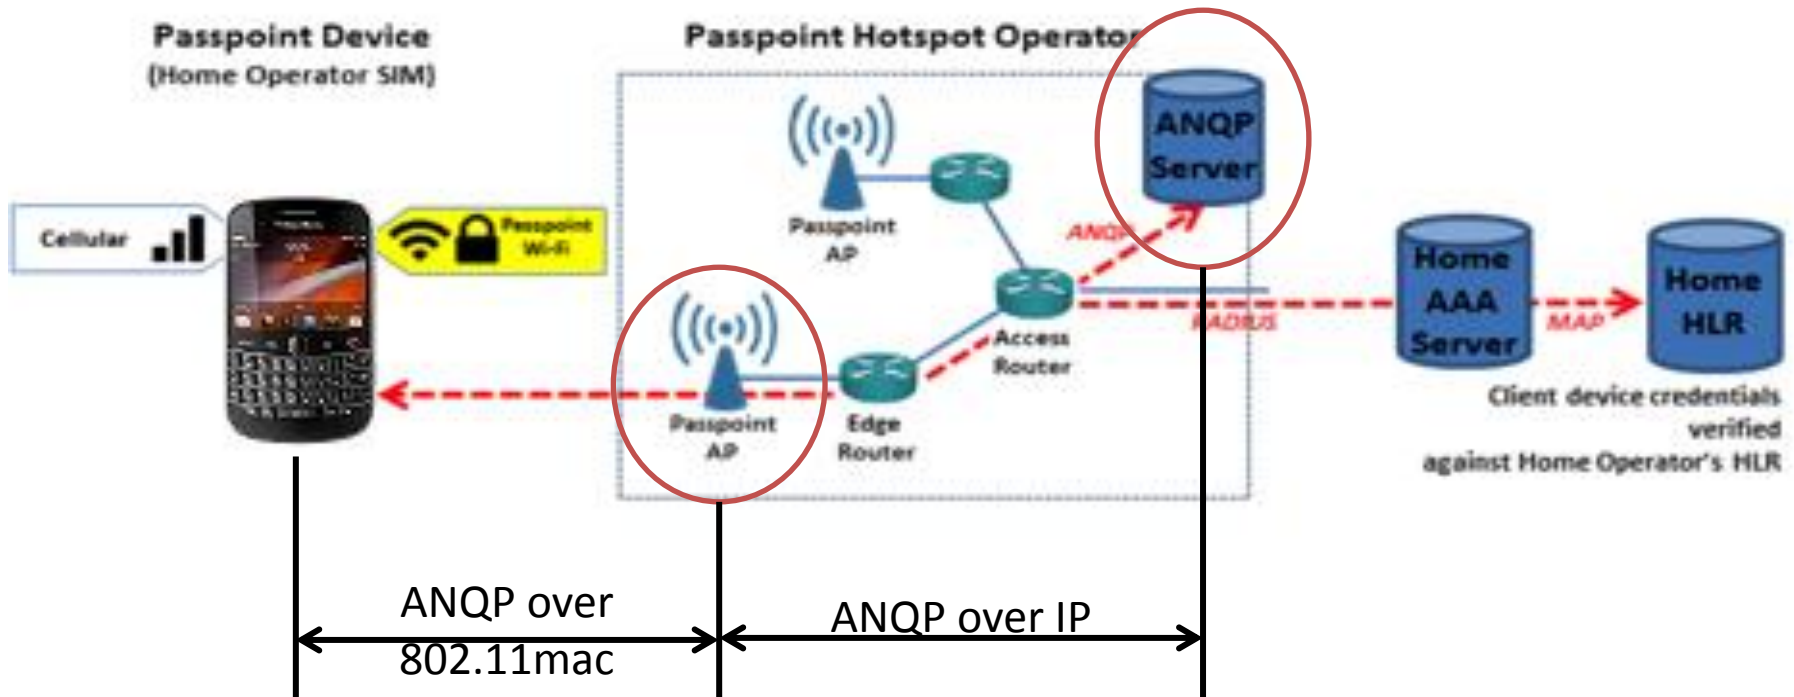 Passpoint Device
(Home Operator SIM)
Passpoint Hotspot Operator
Cellular
Passpoint
Wi-Fi
Passpoint
AP
ANQP
Server
ANQP
Passpoint
AP
Edge
Router
Access
Router
RADIUS
Home
AAA
Server
MAP
Home
HLR
Client device credentials
verified
against Home Operator's HLR
ANQP over
802.11mac
ANQP over IP